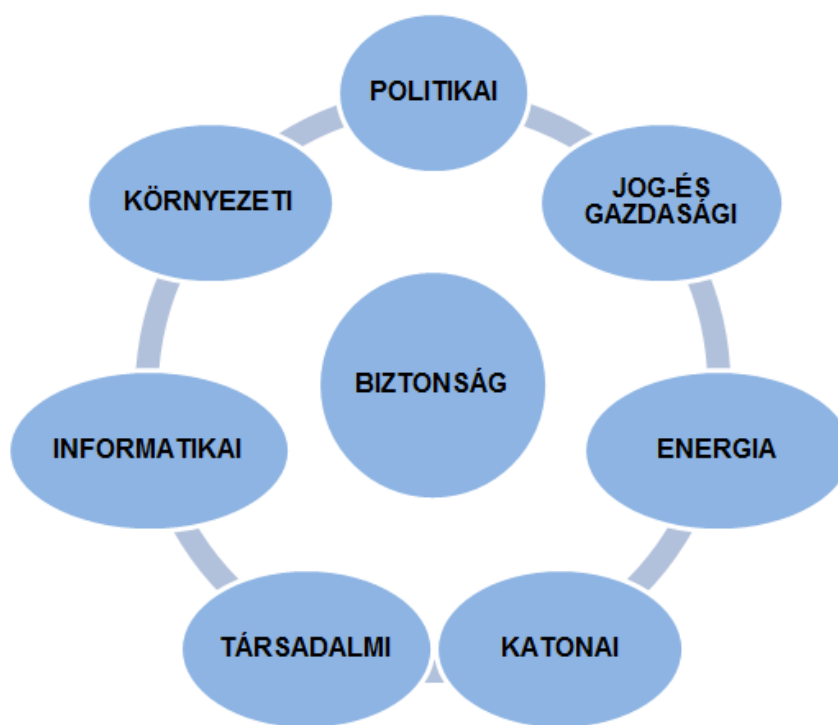 POLITIKAI
JOG-ÉS
GAZDASÁGI
ENERGIA
KATONAI
TÁRSADALMI
INFORMATIKAI
KÖRNYEZETI
BIZTONSÁG